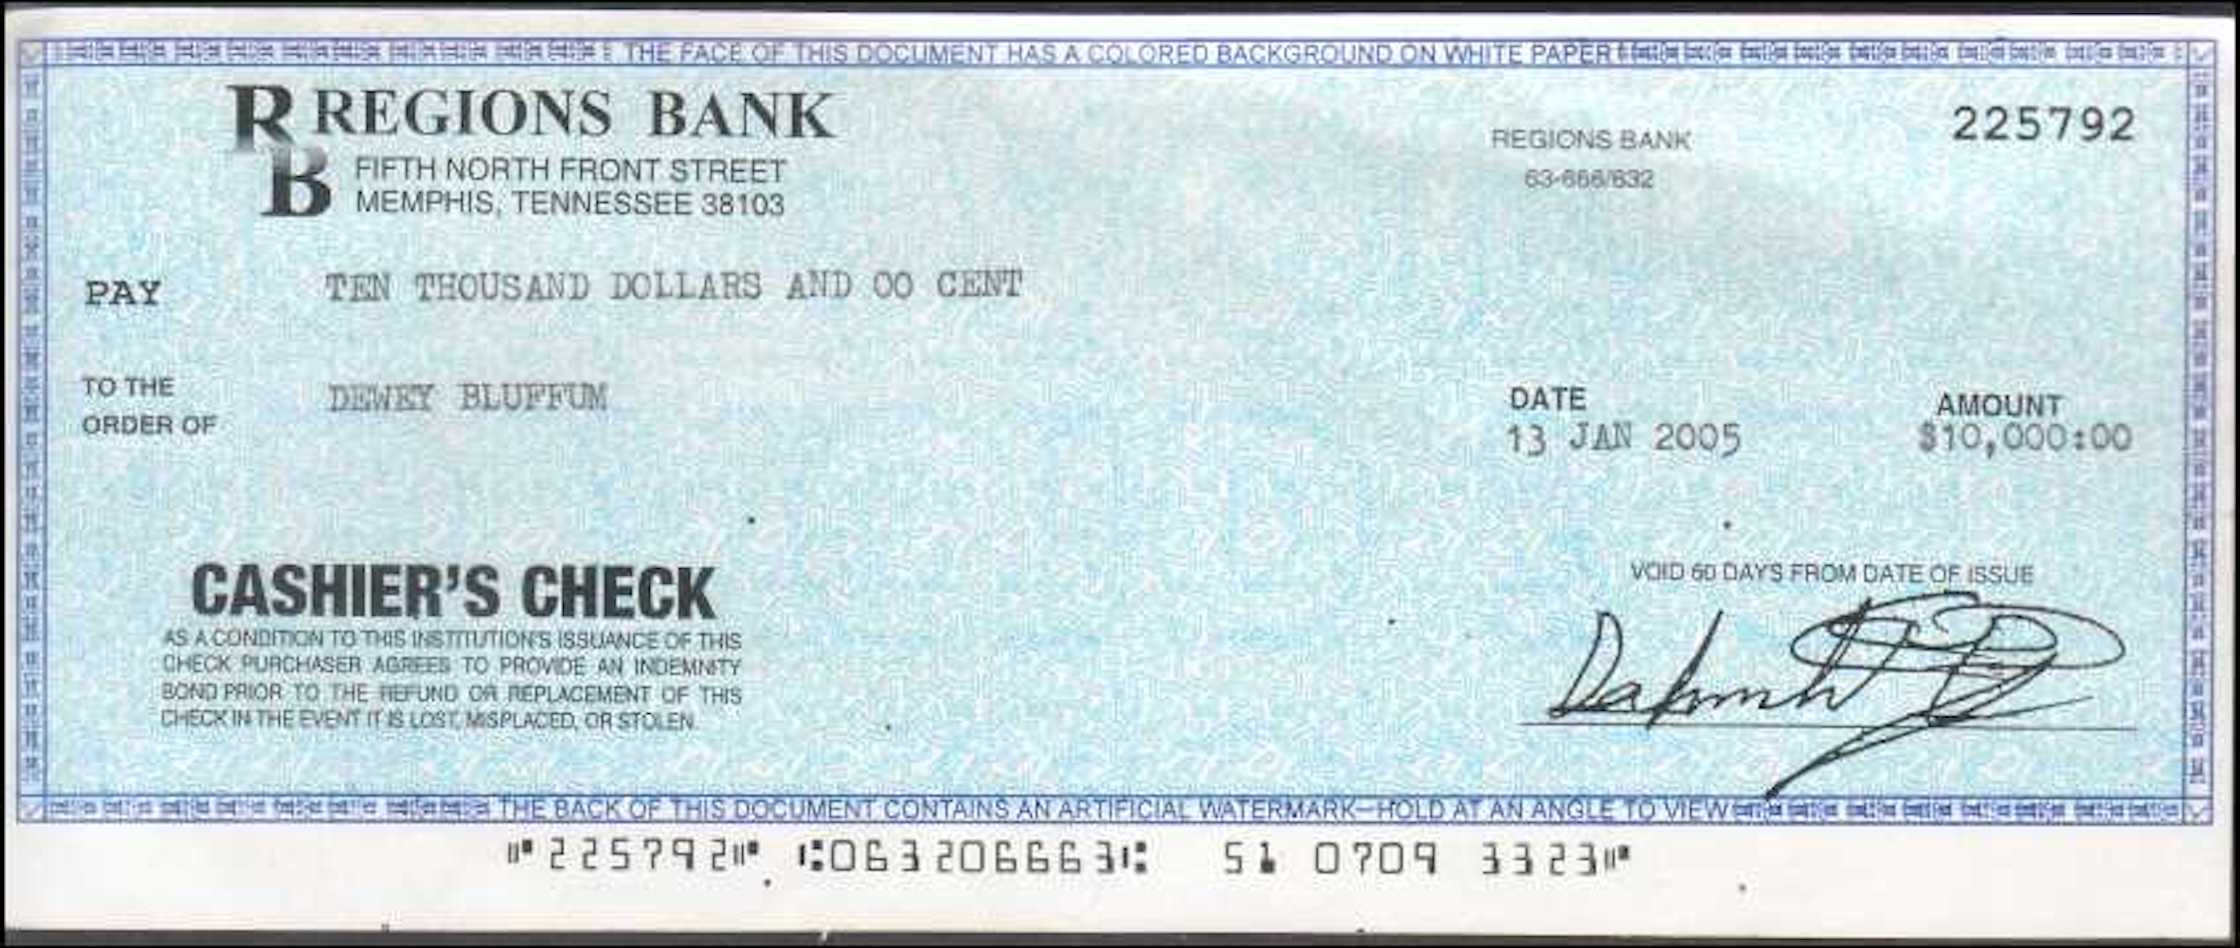 THE FACE OF THIS DOCUMENT HAS A COLORED BACKGROUND ON WHITE PAPER
RB REGIONS BANK
FIFTH NORTH FRONT STREET
MEMPHIS, TENNESSEE 38103
REGIONS BANK
63-666/632
225792
PAY TEN THOUSAND DOLLARS AND 00 CENT
TO THE
ORDER OF
DEWEY BLUFFUM
DATE
13 JAN 2005
AMOUNT
$10,000:00
CASHIER'S CHECK
AS A CONDITION TO THIS INSTITUTION'S ISSUANCE OF THIS
CHECK PURCHASER AGREES TO PROVIDE AN INDEMNITY
BOND PRIOR TO THE REFUND OR REPLACEMENT OF THIS
CHECK IN THE EVENT IT IS LOST, MISPLACED, OR STOLEN.
VOID 60 DAYS FROM DATE OF ISSUE
THE BACK OF THIS DOCUMENT CONTAINS AN ARTIFICIAL WATERMARK—HOLD AT AN ANGLE TO VIEW
⑈225792⑈ ⑆063206663⑆ 51 0709 3323⑈